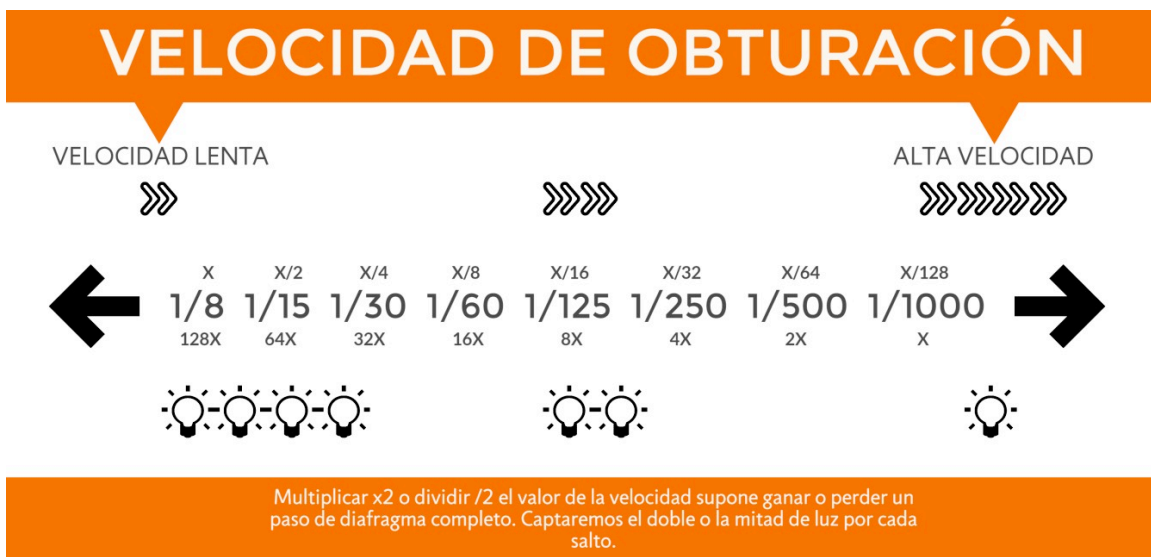 VELOCIDAD DE OBTURACIÓN
VELOCIDAD LENTA
ALTA VELOCIDAD
X X/2 X/4 X/8 X/16 X/32 X/64 X/128
1/8 1/15 1/30 1/60 1/125 1/250 1/500 1/1000
128X 64X 32X 16X 8X 4X 2X X
Multiplicar x2 o dividir /2 el valor de la velocidad supone ganar o perder un
paso de diafragma completo. Captaremos el doble o la mitad de luz por cada
salto.